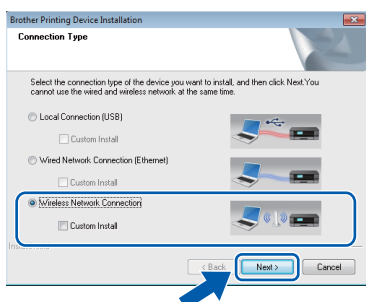 Brother Printing Device Installation
Connection Type
Select the connection type of the device you want to install, and then click Next.You
cannot use the wired and wireless network at the same time.
Local Connection (USB)
Custom Install
Wired Network Connection (Ethernet)
Custom Install
Wireless Network Connection
Custom Install
< Back
Next >
Cancel